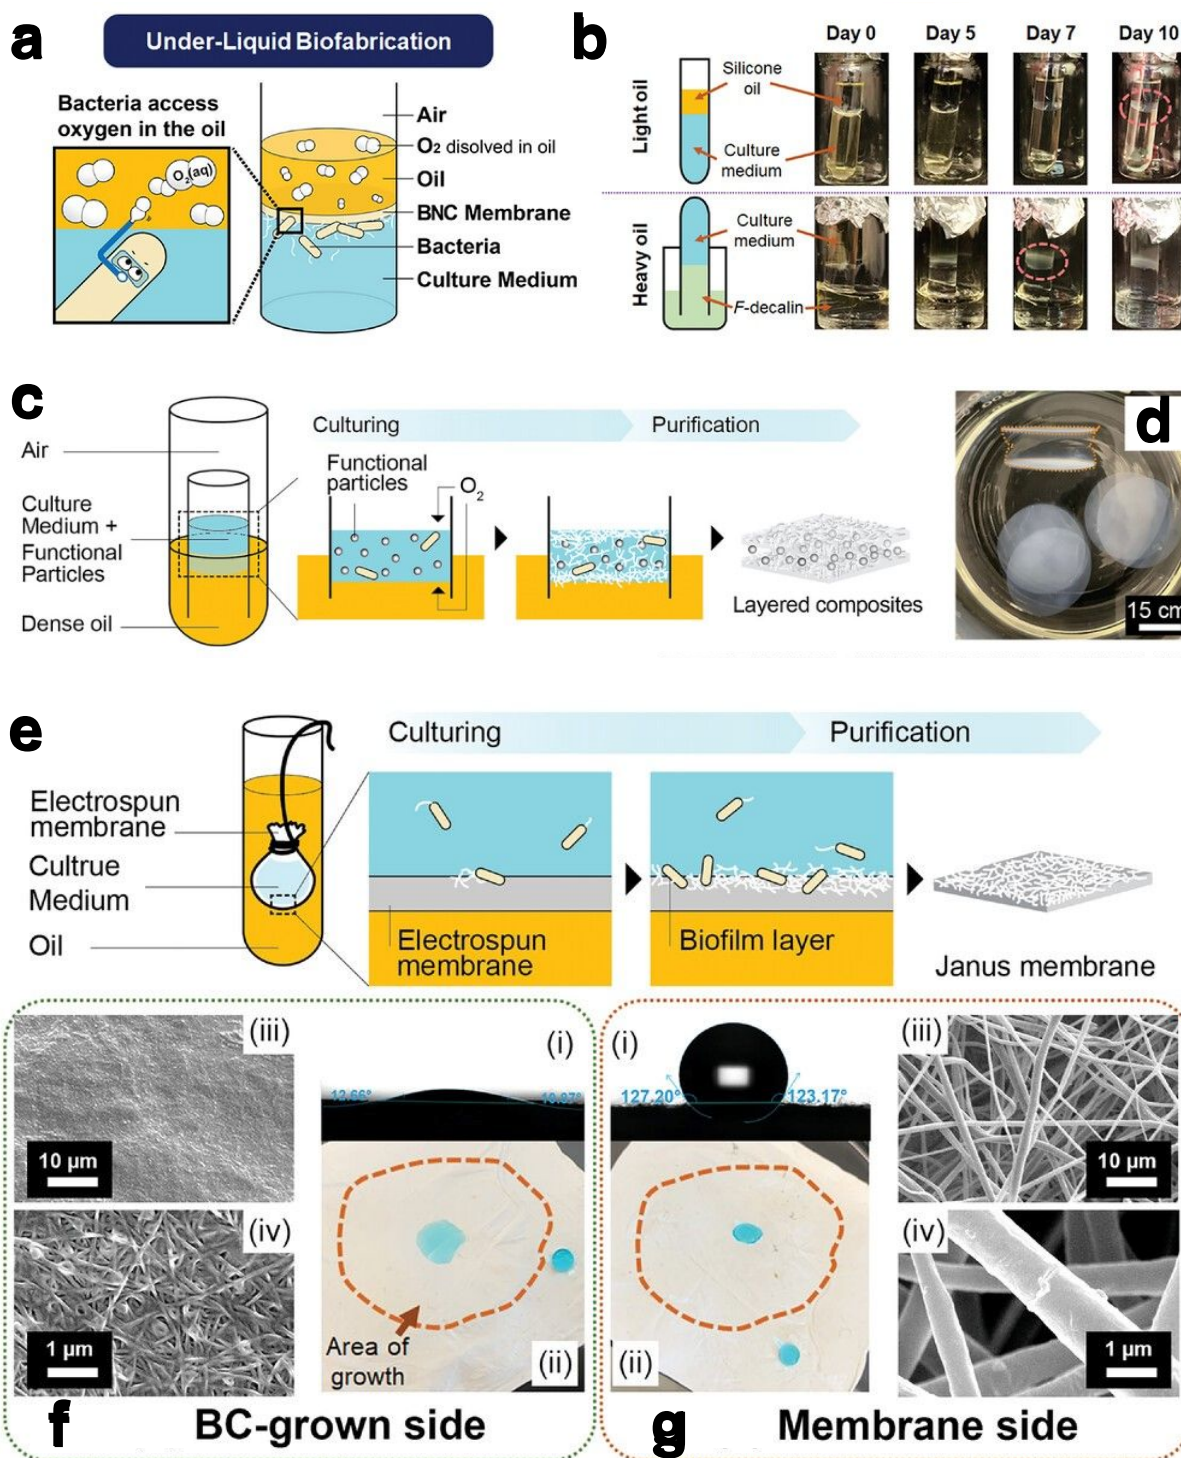 a
Under-Liquid Biofabrication
Bacteria access
oxygen in the oil
O2(aq)
Air
O2 disolved in oil
Oil
BNC Membrane
Bacteria
Culture Medium
b
Day 0
Day 5
Day 7
Day 10
Light oil
Silicone
oil
Culture
medium
Heavy oil
Culture
medium
F-decalin
c
Air
Culture
Medium +
Functional
Particles
Dense oil
Culturing
Purification
Functional
particles
O2
Layered composites
d
15 cm
e
Electrospun
membrane
Cultrue
Medium
Oil
Culturing
Purification
Electrospun
membrane
Biofilm layer
Janus membrane
(iii)
10 µm
(iv)
1 µm
(i)
12.66°
10.87°
Area of
growth
(ii)
f
BC-grown side
(i)
127.20°
123.17°
(ii)
(iii)
10 µm
(iv)
1 µm
g
Membrane side